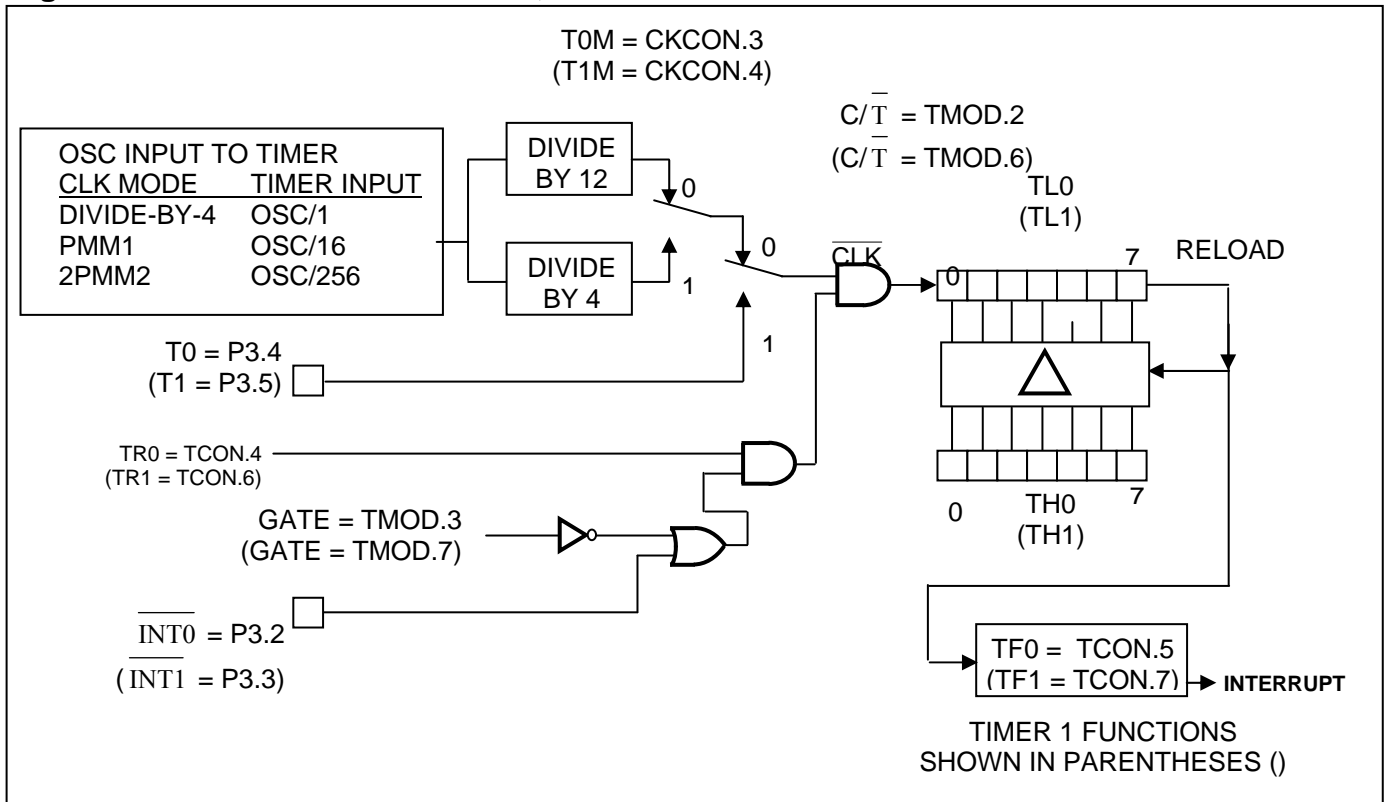 T0M = CKCON.3
(T1M = CKCON.4)
C/T̅ = TMOD.2
(C/T̅ = TMOD.6)
OSC INPUT TO TIMER
CLK MODE TIMER INPUT
DIVIDE-BY-4 OSC/1
PMM1 OSC/16
2PMM2 OSC/256
DIVIDE
BY 12
0
DIVIDE
BY 4
1
0
1
C̅L̅K̅
TL0
(TL1)
0
7
RELOAD
T0 = P3.4
(T1 = P3.5)
TR0 = TCON.4
(TR1 = TCON.6)
GATE = TMOD.3
(GATE = TMOD.7)
I̅N̅T̅0̅ = P3.2
(I̅N̅T̅1̅ = P3.3)
0
TH0
(TH1)
7
TF0 = TCON.5
(TF1 = TCON.7)
INTERRUPT
TIMER 1 FUNCTIONS
SHOWN IN PARENTHESES ()